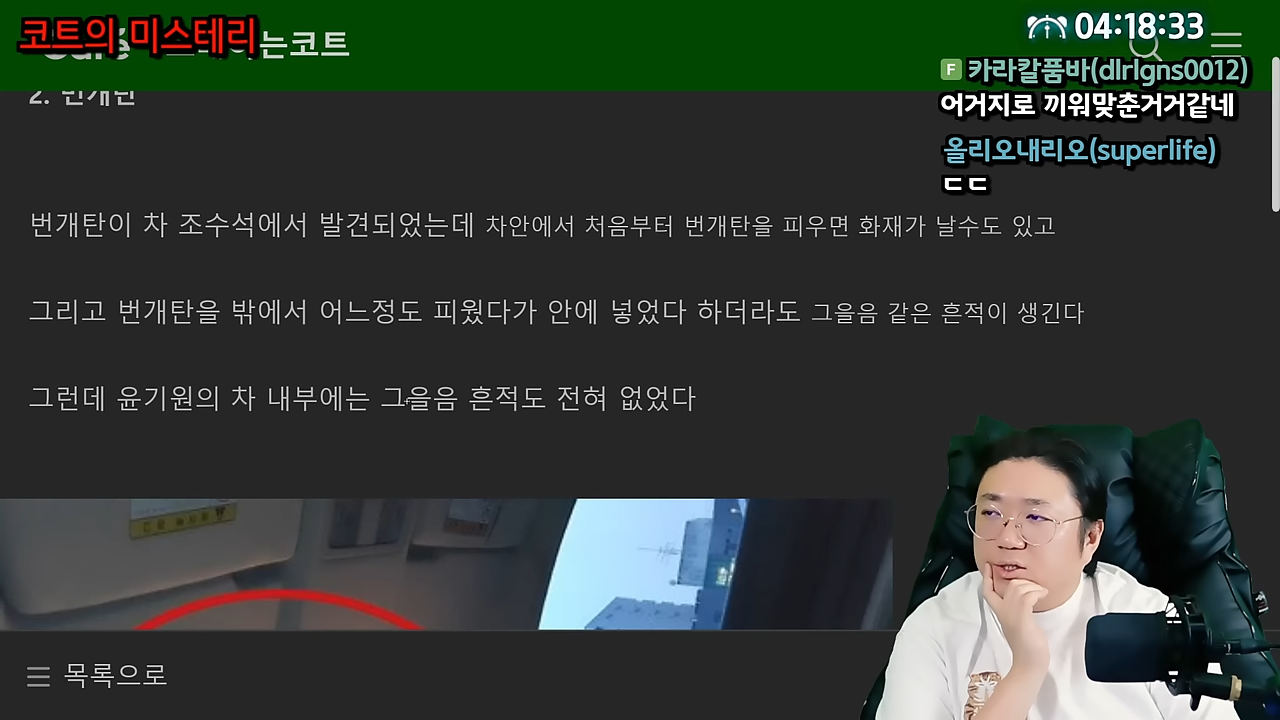 코트의 미스테리
는코트
04:18:33
F 카라칼품바(dlrlgns0012)
어거지로 끼워맞춘거거같네
올리오내리오(superlife)
ㄷㄷ
2. 번개탄
번개탄이 차 조수석에서 발견되었는데 차안에서 처음부터 번개탄을 피우면 화재가 날수도 있고
그리고 번개탄을 밖에서 어느정도 피웠다가 안에 넣었다 하더라도 그을음 같은 흔적이 생긴다
그런데 윤기원의 차 내부에는 그을음 흔적도 전혀 없었다
목록으로